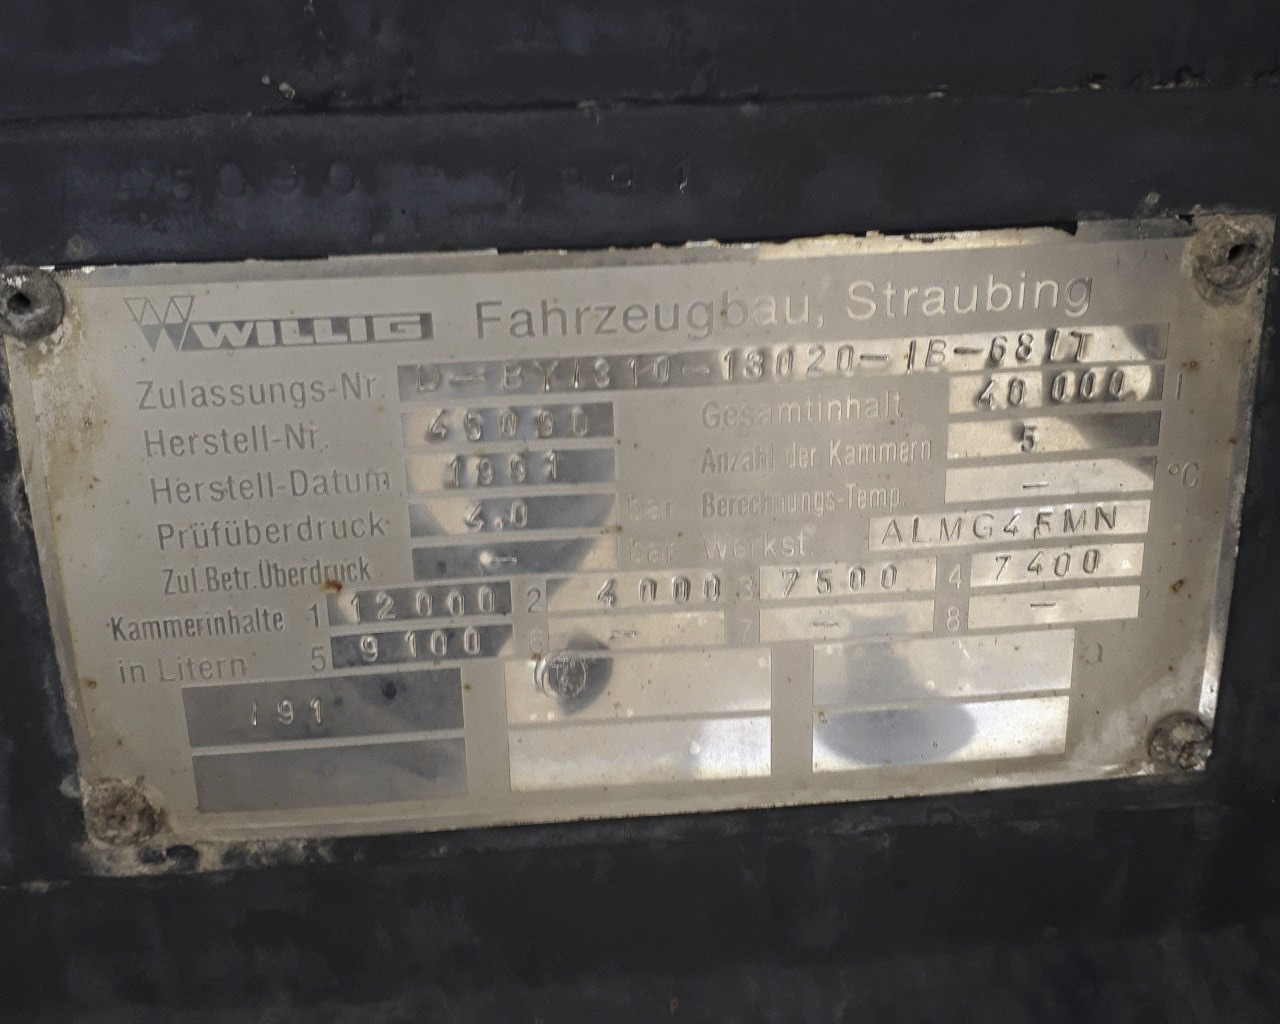 WILLIG Fahrzeugbau, Straubing
Zulassungs-Nr. D-BY/310-13020-1B-68/T
Herstell-Nr. Gesamtinhalt 40 000 l
Herstell-Datum 1991 Anzahl der Kammern 5
Prüfüberdruck 4.0 bar Berechnungs-Temp. — °C
Zul.Betr.Überdruck — bar Werkst. ALMG4,5MN
Kammerinhalte 1 12000 2 4000 3 7500 4 7400
in Litern 5 9100 6 — 7 — 8 —
191